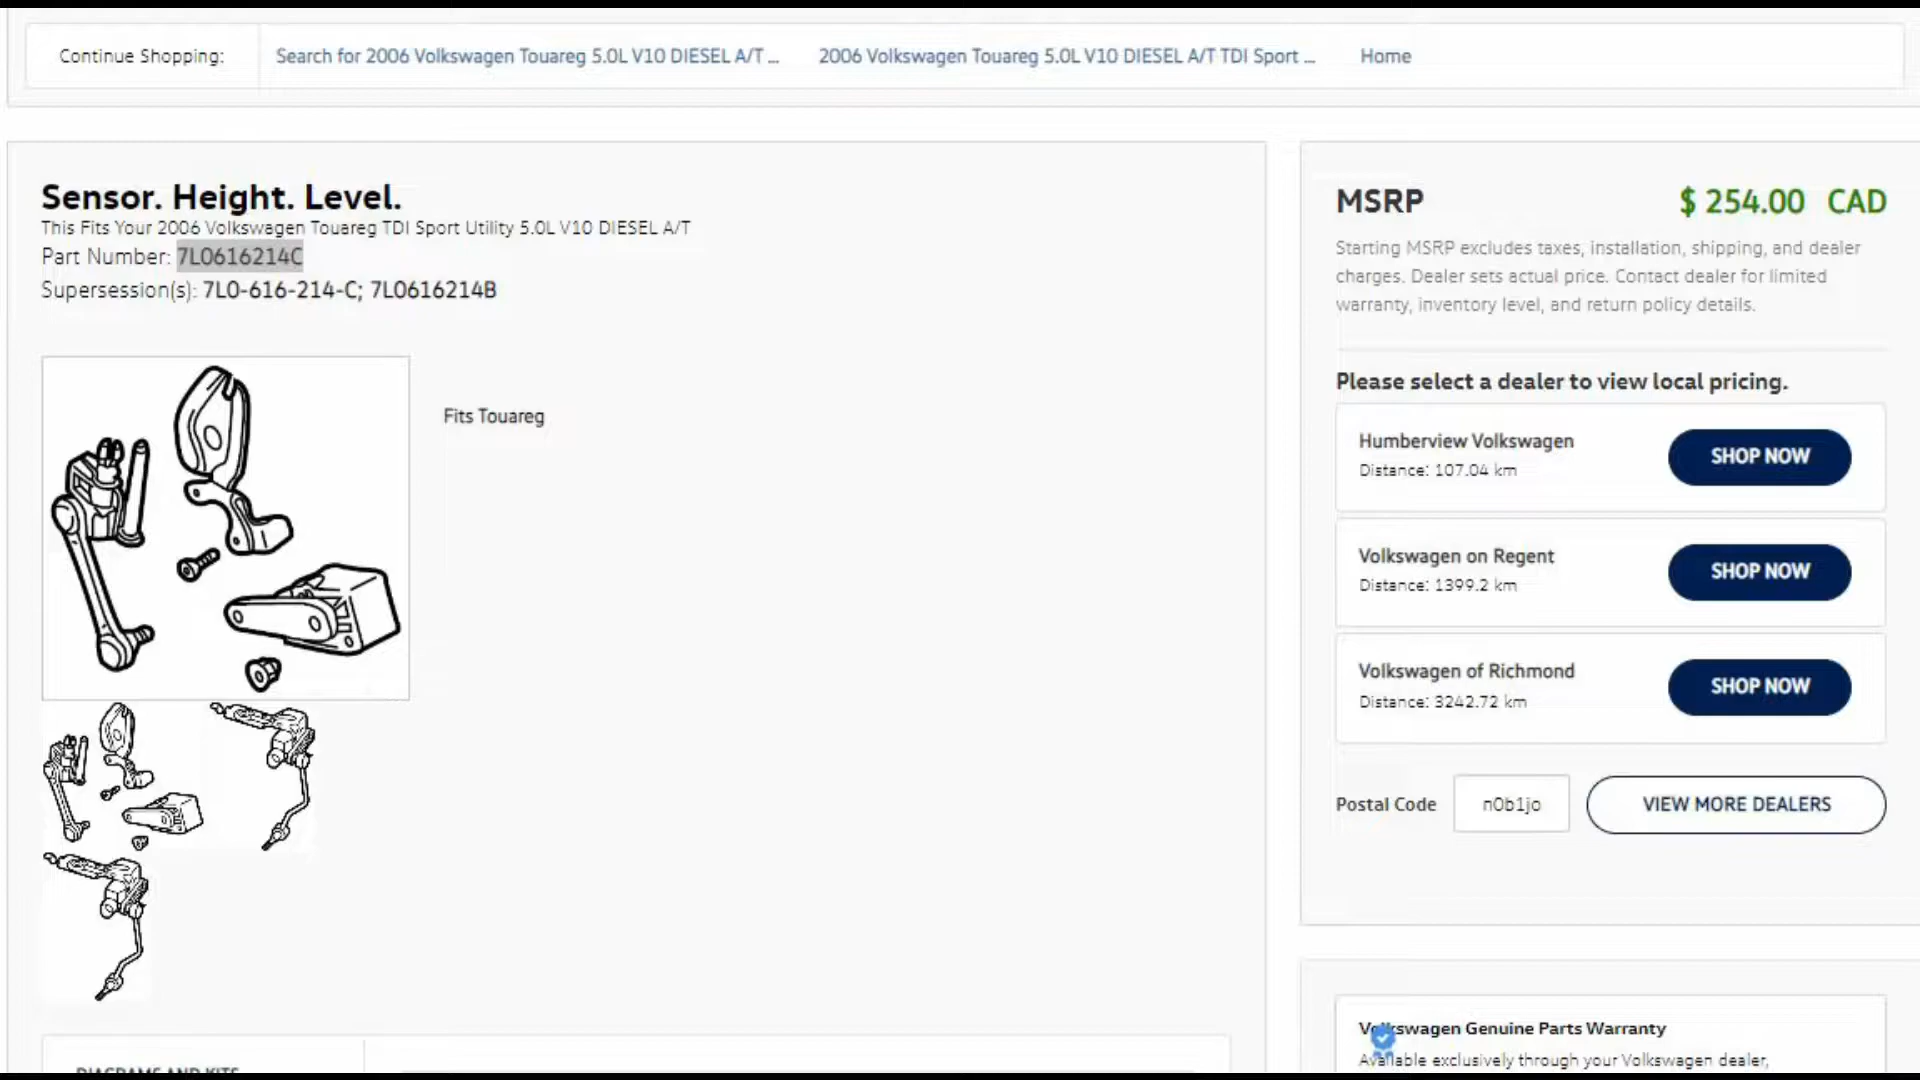 Continue Shopping:
Search for 2006 Volkswagen Touareg 5.0L V10 DIESEL A/T ...
2006 Volkswagen Touareg 5.0L V10 DIESEL A/T TDI Sport ...
Home
Sensor. Height. Level.
This Fits Your 2006 Volkswagen Touareg TDI Sport Utility 5.0L V10 DIESEL A/T
Part Number: 7L0616214C
Supersession(s): 7L0-616-214-C; 7L0616214B
Fits Touareg
MSRP
$ 254.00 CAD
Starting MSRP excludes taxes, installation, shipping, and dealer
charges. Dealer sets actual price. Contact dealer for limited
warranty, inventory level, and return policy details.
Please select a dealer to view local pricing.
Humberview Volkswagen
Distance: 107.04 km
SHOP NOW
Volkswagen on Regent
Distance: 1399.2 km
SHOP NOW
Volkswagen of Richmond
Distance: 3242.72 km
SHOP NOW
Postal Code
n0b1jo
VIEW MORE DEALERS
Volkswagen Genuine Parts Warranty
Available exclusively through your Volkswagen dealer,
DIAGRAMS AND KITS